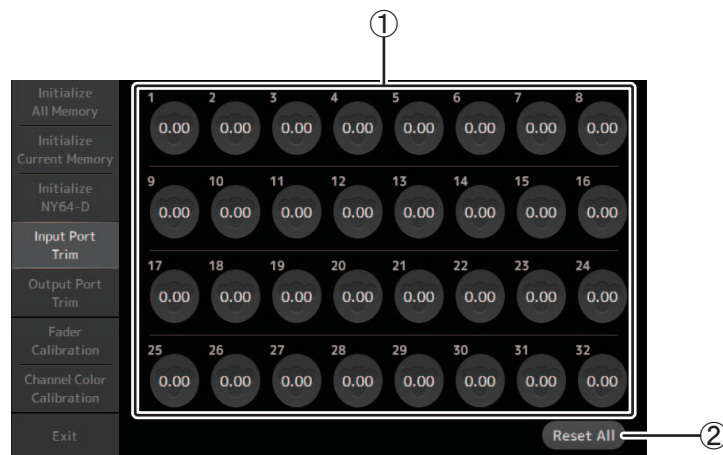 ①
Initialize
All Memory
Initialize
Current Memory
Initialize
NY64-D
Input Port
Trim
Output Port
Trim
Fader
Calibration
Channel Color
Calibration
Exit
1 2 3 4 5 6 7 8
0.00 0.00 0.00 0.00 0.00 0.00 0.00 0.00
9 10 11 12 13 14 15 16
0.00 0.00 0.00 0.00 0.00 0.00 0.00 0.00
17 18 19 20 21 22 23 24
0.00 0.00 0.00 0.00 0.00 0.00 0.00 0.00
25 26 27 28 29 30 31 32
0.00 0.00 0.00 0.00 0.00 0.00 0.00 0.00
Reset All ②